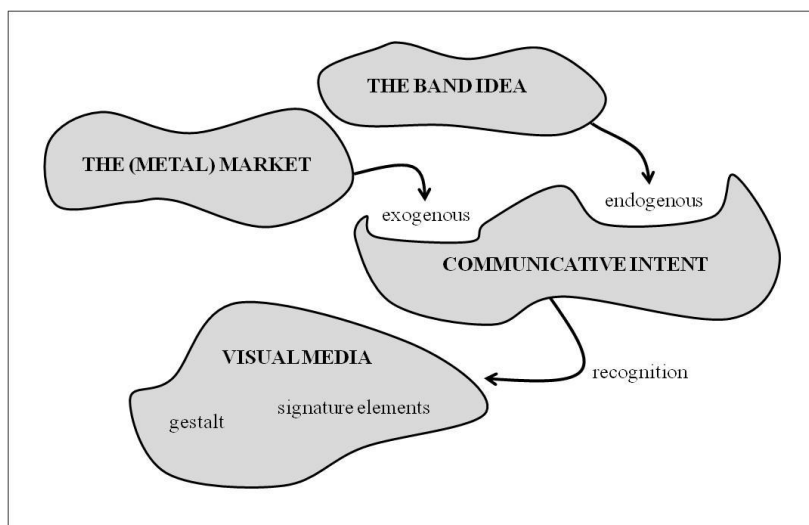 THE BAND IDEA
THE (METAL) MARKET
endogenous
exogenous
COMMUNICATIVE INTENT
VISUAL MEDIA
recognition
signature elements
gestalt